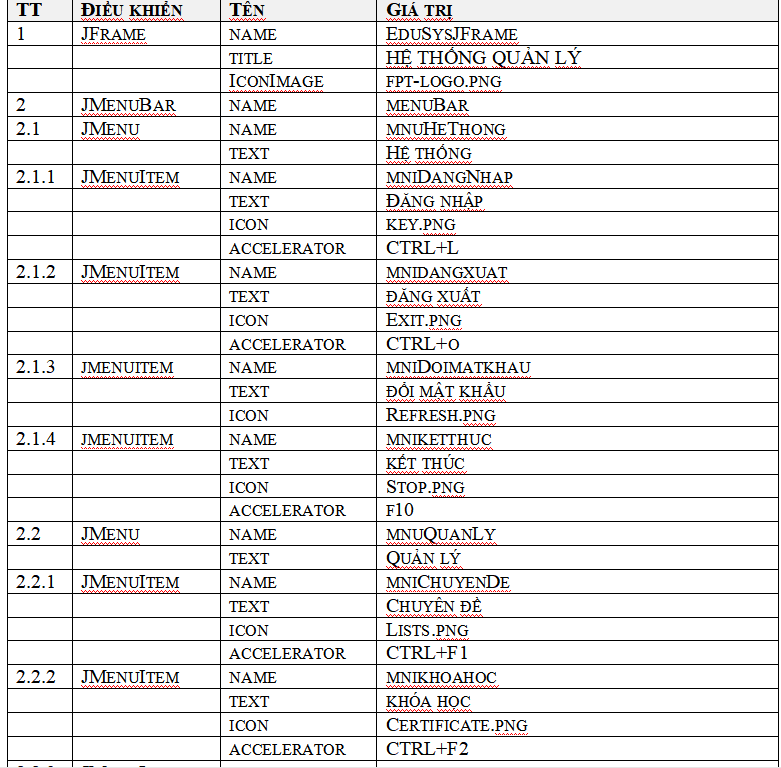 TT ĐIỀU KHIỂN TÊN GIÁ TRỊ
1 JFRAME NAME EDUSYSJFRAME
TITLE HỆ THỐNG QUẢN LÝ
ICONIMAGE FPT-LOGO.PNG
2 JMENUBAR NAME MENUBAR
2.1 JMENU NAME MNUHETHONG
TEXT HỆ THỐNG
2.1.1 JMENUITEM NAME MNIDANGNHAP
TEXT ĐĂNG NHẬP
ICON KEY.PNG
ACCELERATOR CTRL+L
2.1.2 JMENUITEM NAME MNIDANGXUAT
TEXT ĐĂNG XUẤT
ICON EXIT.PNG
ACCELERATOR CTRL+O
2.1.3 JMENUITEM NAME MNIDOIMATKHAU
TEXT ĐỔI MẬT KHẨU
ICON REFRESH.PNG
2.1.4 JMENUITEM NAME MNIKETTHUC
TEXT KẾT THÚC
ICON STOP.PNG
ACCELERATOR F10
2.2 JMENU NAME MNUQUANLY
TEXT QUẢN LÝ
2.2.1 JMENUITEM NAME MNICHUYENDE
TEXT CHUYÊN ĐỀ
ICON LISTS.PNG
ACCELERATOR CTRL+F1
2.2.2 JMENUITEM NAME MNIKHOAHOC
TEXT KHÓA HỌC
ICON CERTIFICATE.PNG
ACCELERATOR CTRL+F2